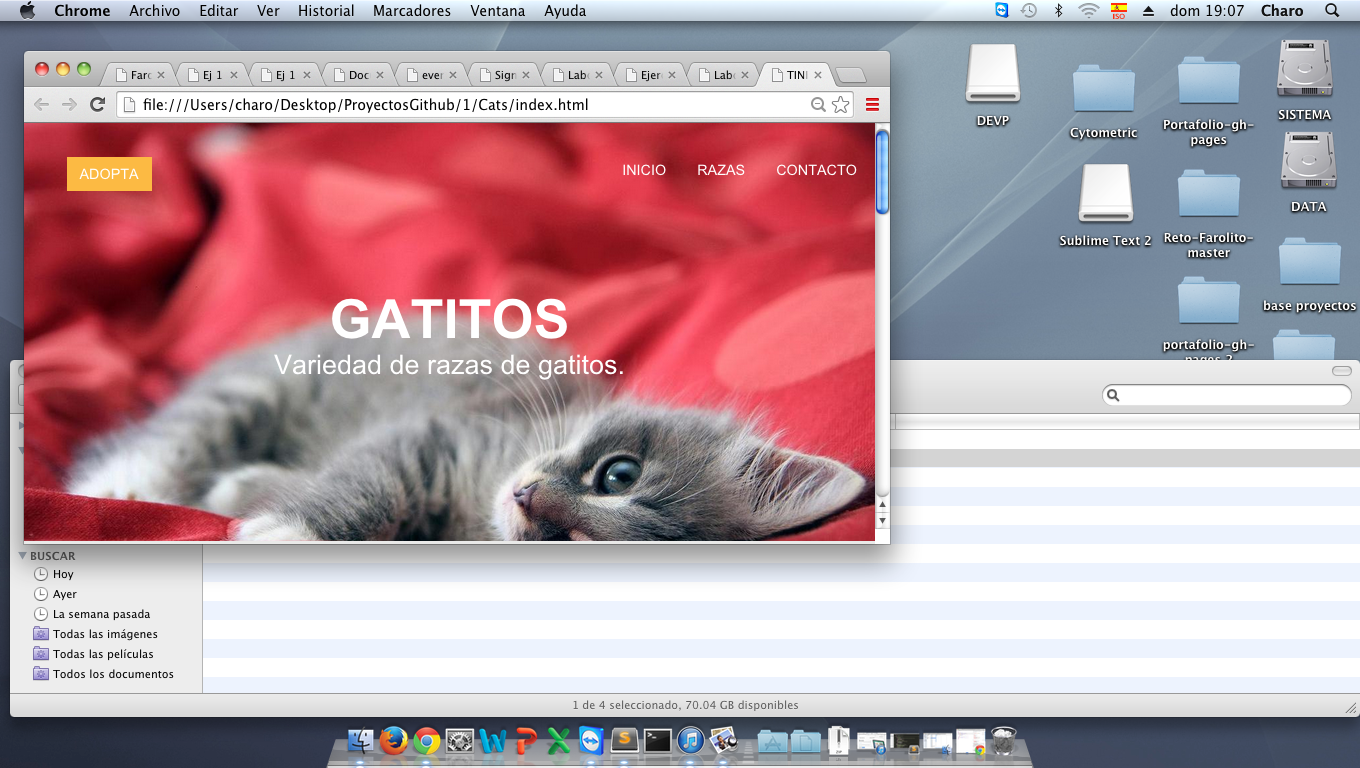 Chrome Archivo Editar Ver Historial Marcadores Ventana Ayuda ISO dom 19:07 Charo
Faro Ej 1 Ej 1 Doc ever Sign Labo Ejer Labo TINI
file:///Users/charo/Desktop/ProyectosGithub/1/Cats/index.html
ADOPTA INICIO RAZAS CONTACTO
GATITOS
Variedad de razas de gatitos.
DEVP
Cytometric
Portafolio-gh-
pages
SISTEMA
Sublime Text 2
Reto-Farolito-
master
DATA
portafolio-gh-
pages 2
base proyectos
BUSCAR
Hoy
Ayer
La semana pasada
Todas las imágenes
Todas las películas
Todos los documentos
1 de 4 seleccionado, 70.04 GB disponibles